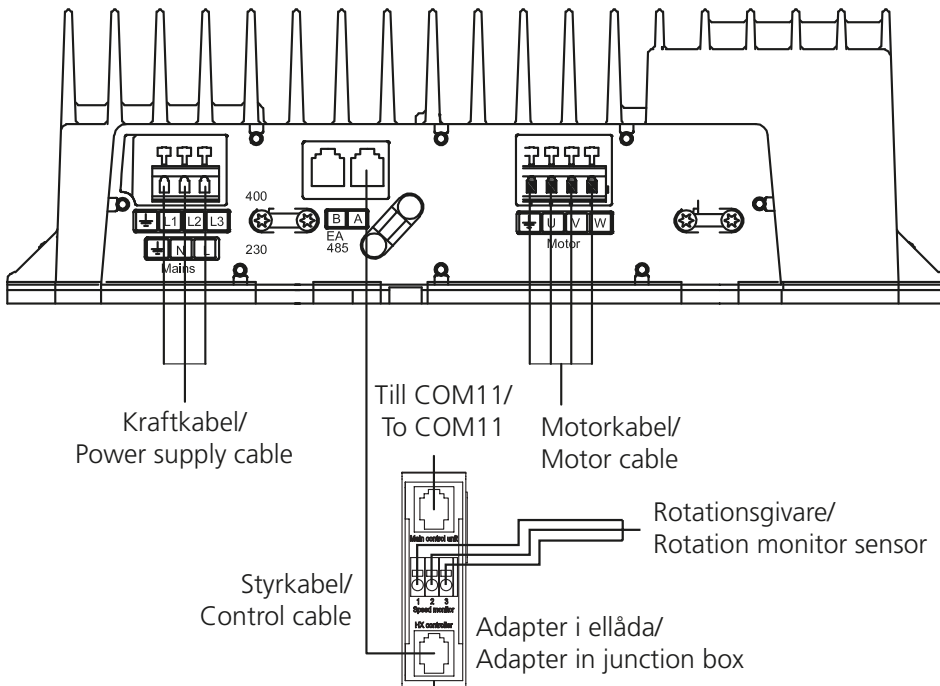 400
⏚ L1 L2 L3
B A
⏚ U V W
EA
485
Motor
⏚ N L
230
Mains
Till COM11/
To COM11
Kraftkabel/
Power supply cable
Motorkabel/
Motor cable
Main control unit
Rotationsgivare/
Rotation monitor sensor
1 2 3
Speed monitor
Styrkabel/
Control cable
HX controller
Adapter i ellåda/
Adapter in junction box